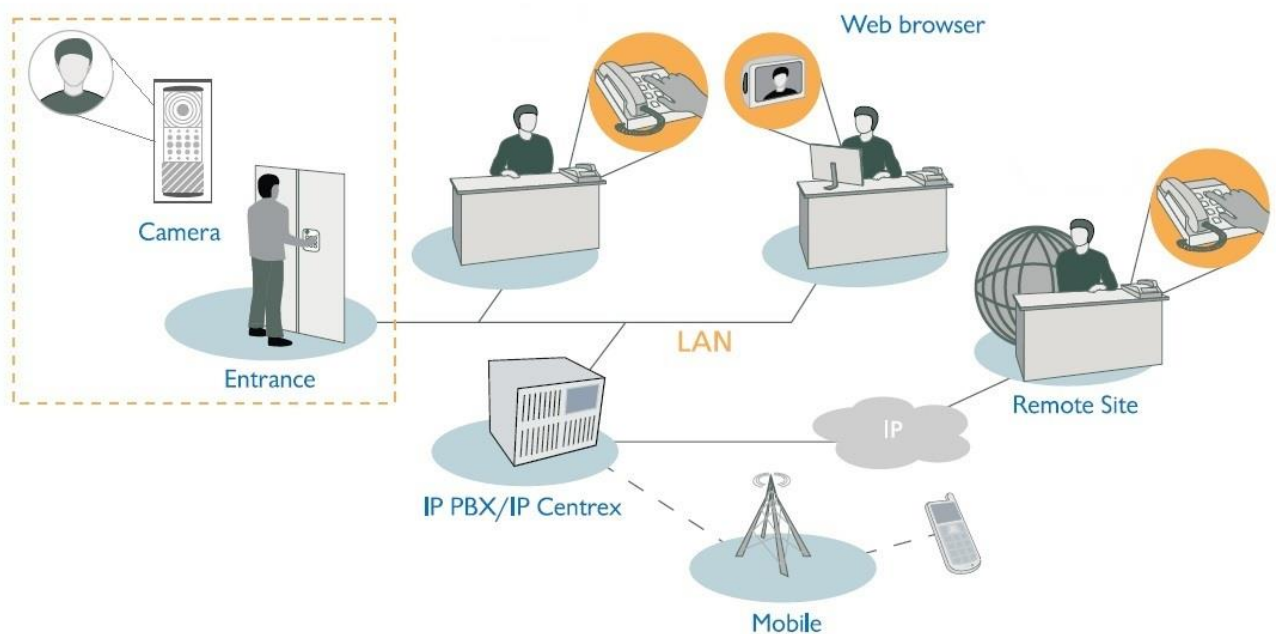 Web browser
Camera
LAN
Entrance
Remote Site
IP
IP PBX/IP Centrex
Mobile